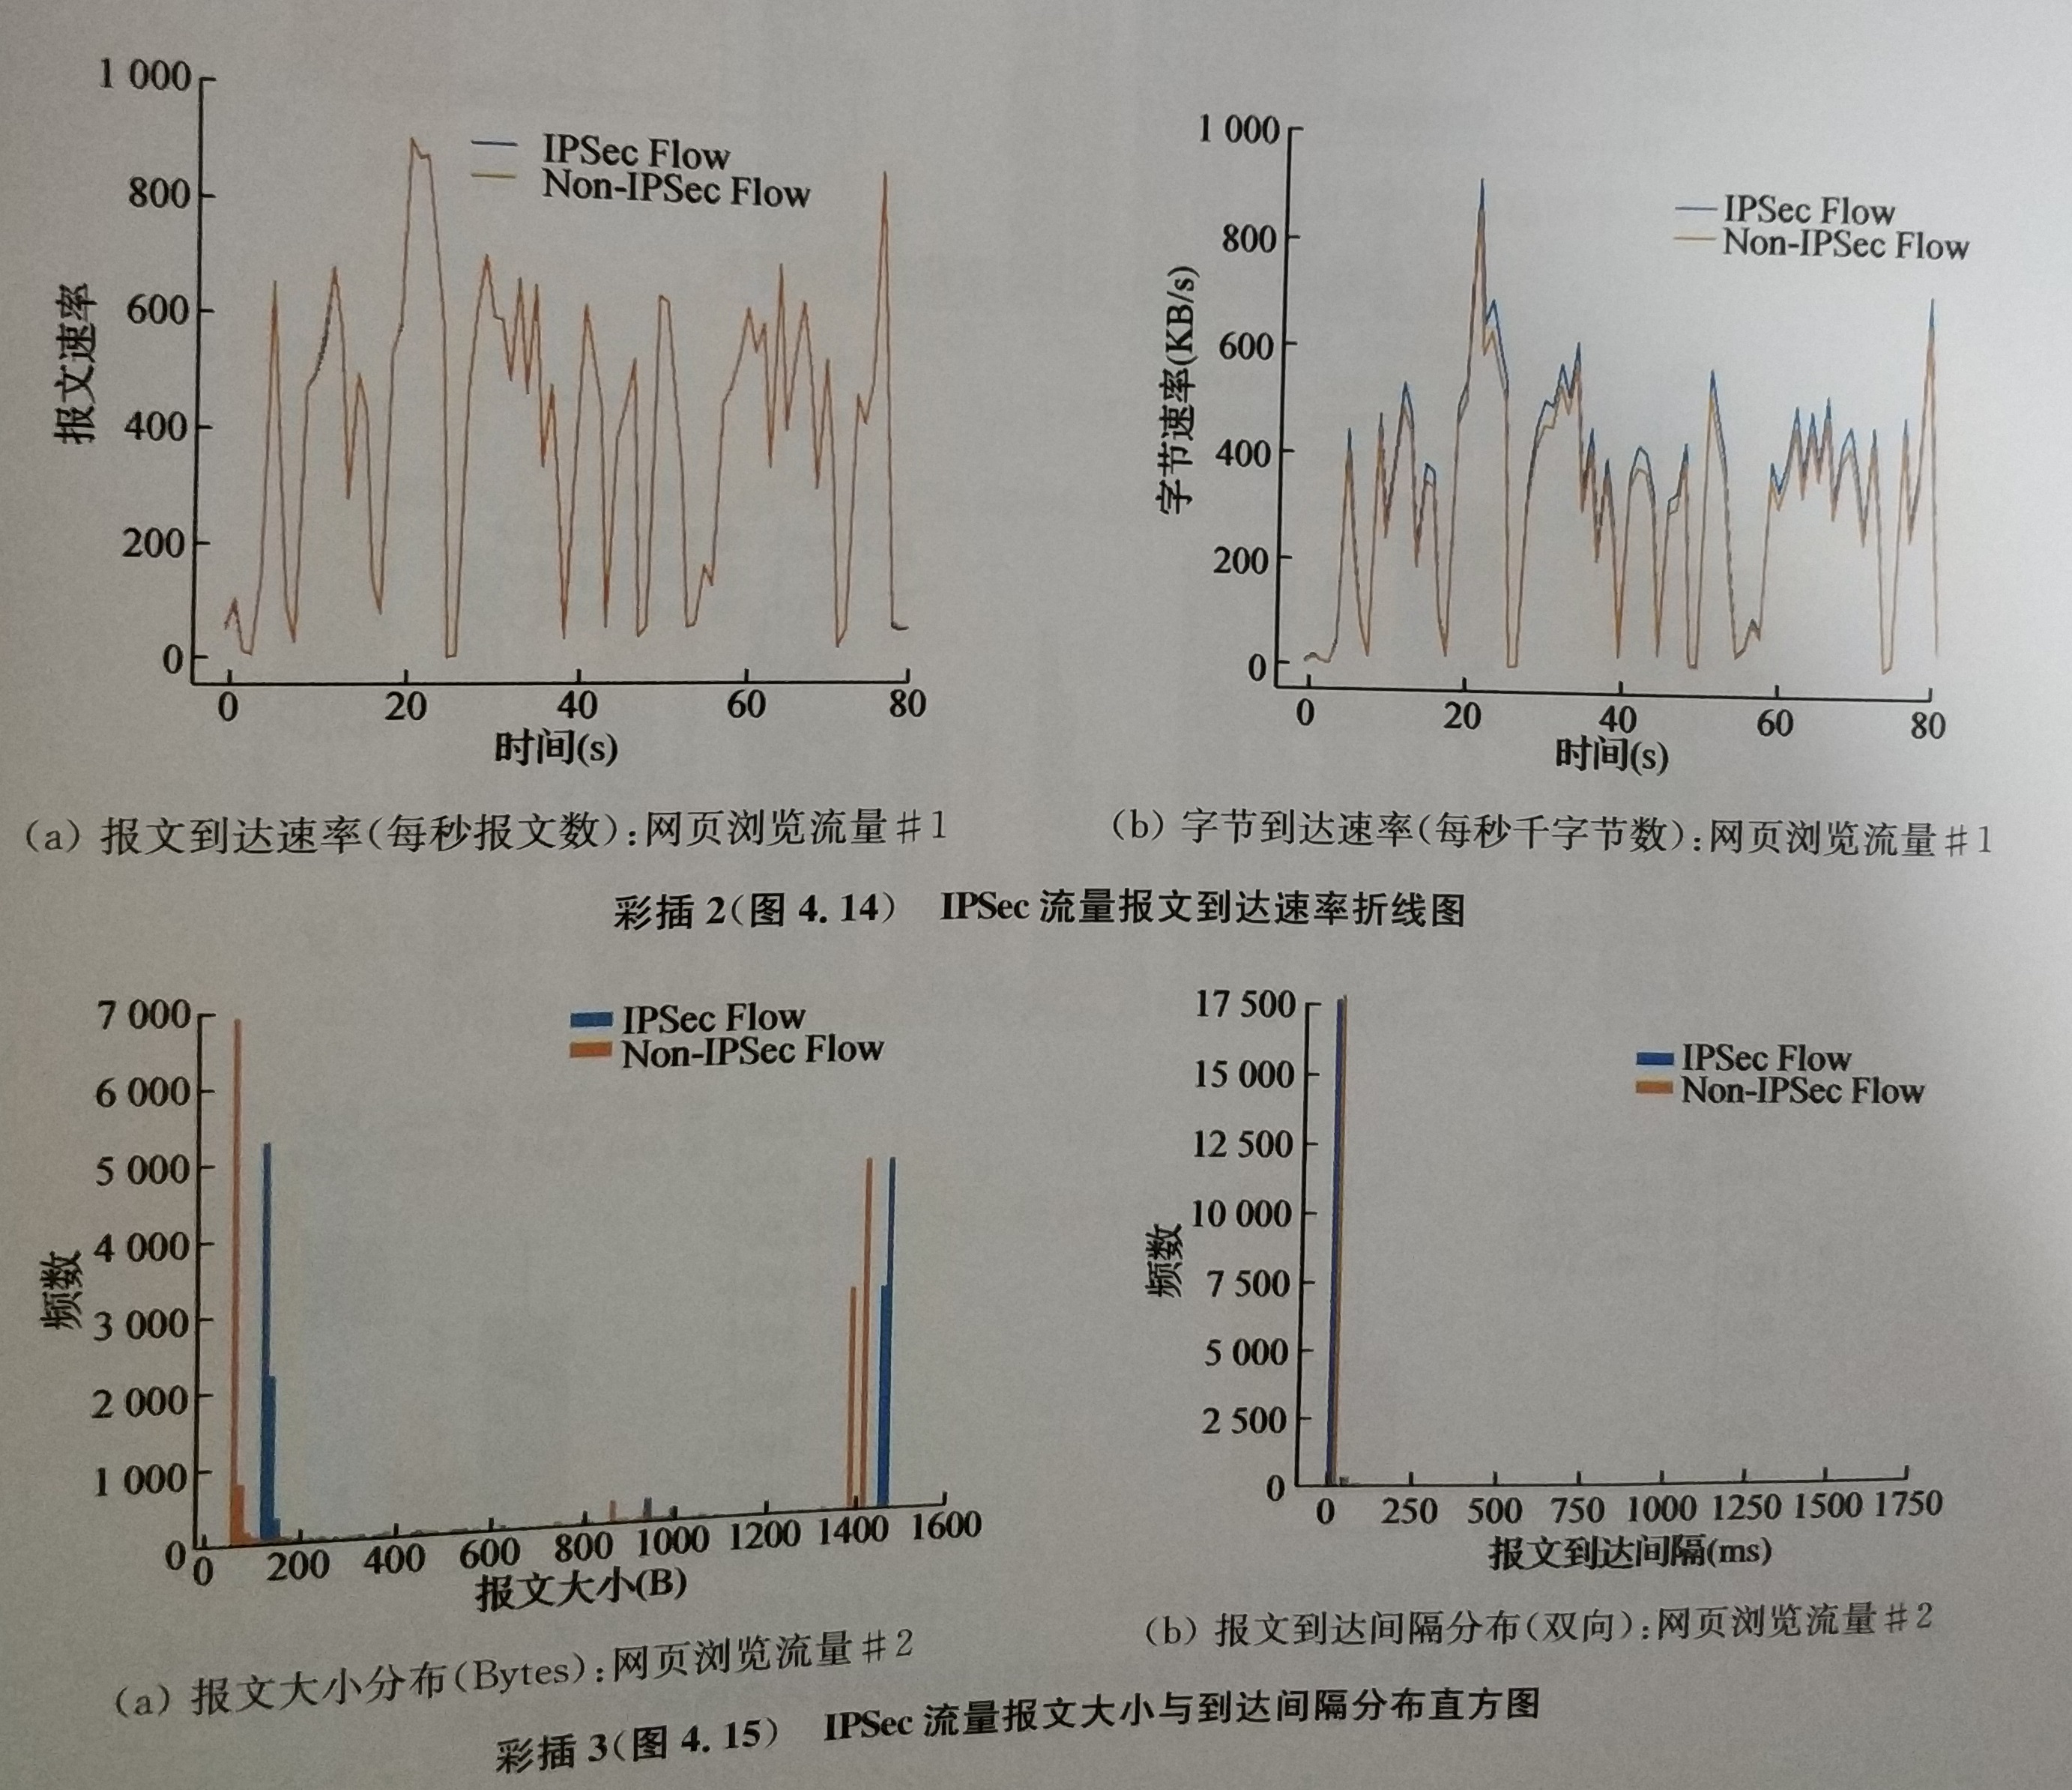 1 000
800
600
400
200
0
报文速率
IPSec Flow
Non-IPSec Flow
0 20 40 60 80
时间(s)
(a) 报文到达速率(每秒报文数):网页浏览流量#1
1 000
800
600
400
200
0
字节速率(KB/s)
IPSec Flow
Non-IPSec Flow
0 20 40 60 80
时间(s)
(b) 字节到达速率(每秒千字节数):网页浏览流量#1
彩插 2(图 4.14) IPSec 流量报文到达速率折线图
7 000
6 000
5 000
4 000
3 000
2 000
1 000
0
频数
IPSec Flow
Non-IPSec Flow
0 200 400 600 800 1000 1200 1400 1600
报文大小(B)
(a) 报文大小分布(Bytes):网页浏览流量#2
17 500
15 000
12 500
10 000
7 500
5 000
2 500
0
频数
IPSec Flow
Non-IPSec Flow
0 250 500 750 1000 1250 1500 1750
报文到达间隔(ms)
(b) 报文到达间隔分布(双向):网页浏览流量#2
彩插 3(图 4.15) IPSec 流量报文大小与到达间隔分布直方图